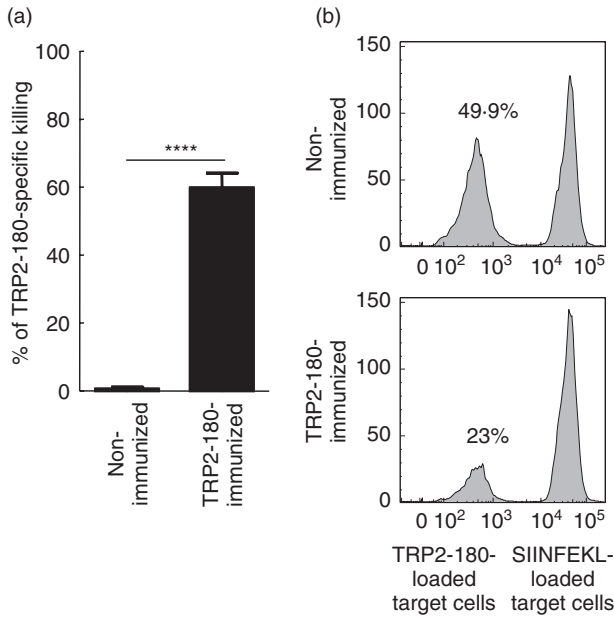 (a)
100
80
60
40
20
0
% of TRP2-180-specific killing
****
Non-
immunized
TRP2-180-
immunized
(b)
Non-
immunized
150
100
50
0
49·9%
0 10² 10³ 10⁴ 10⁵
TRP2-180-
immunized
150
100
50
0
23%
0 10² 10³ 10⁴ 10⁵
TRP2-180-
loaded
target cells
SIINFEKL-
loaded
target cells